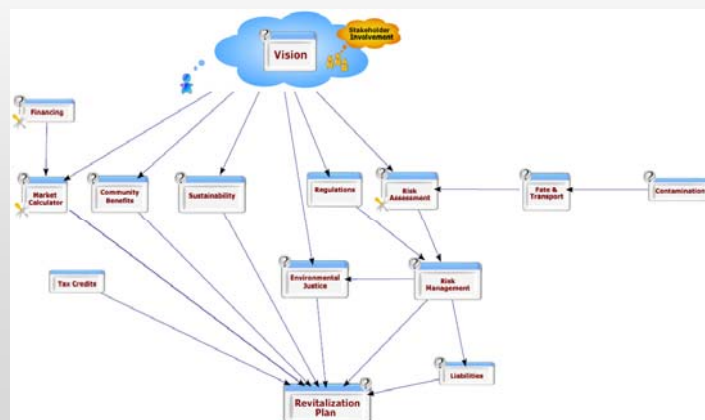 Stakeholder
Involvement
Vision
Financing
Market
Calculator
Community
Benefits
Sustainability
Regulations
Risk
Assessment
Fate &
Transport
Contamination
Tax Credits
Environmental
Justice
Risk
Management
Liabilities
Revitalization
Plan